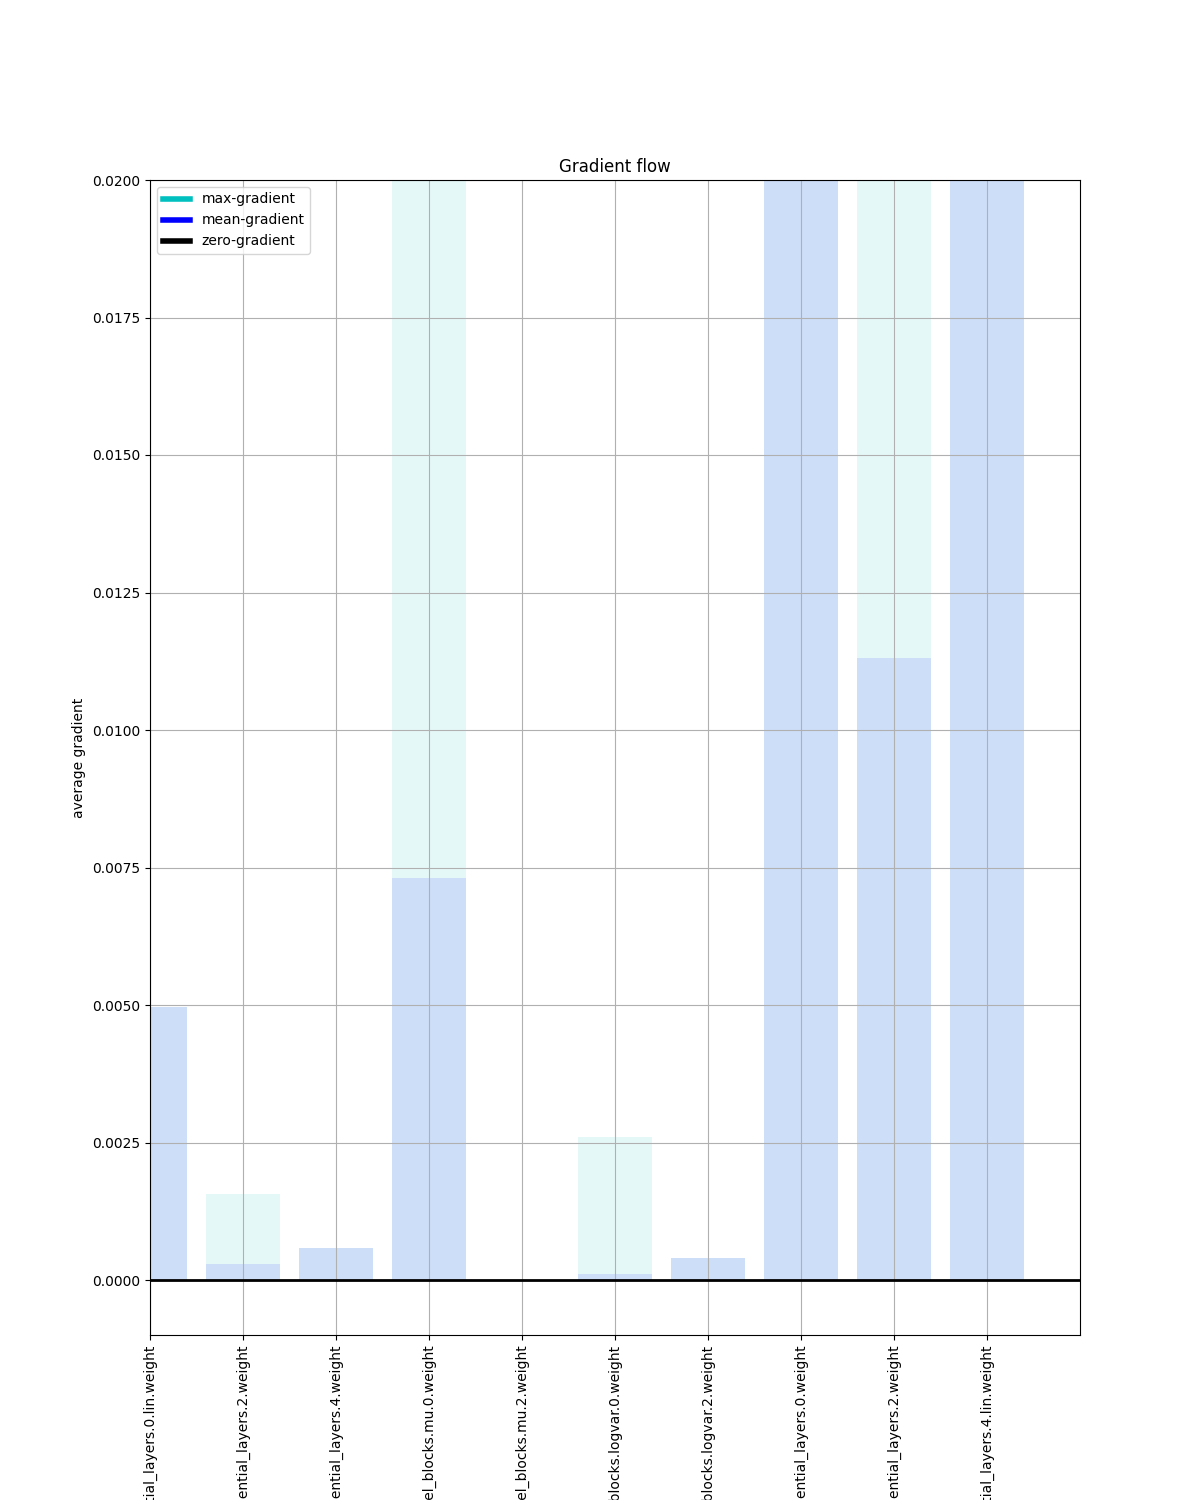 Gradient flow
max-gradient
mean-gradient
zero-gradient
0.0200
0.0175
0.0150
0.0125
0.0100
0.0075
0.0050
0.0025
0.0000
average gradient
tial_layers.0.lin.weight
ential_layers.2.weight
ential_layers.4.weight
el_blocks.mu.0.weight
el_blocks.mu.2.weight
blocks.logvar.0.weight
blocks.logvar.2.weight
ential_layers.0.weight
ential_layers.2.weight
tial_layers.4.lin.weight